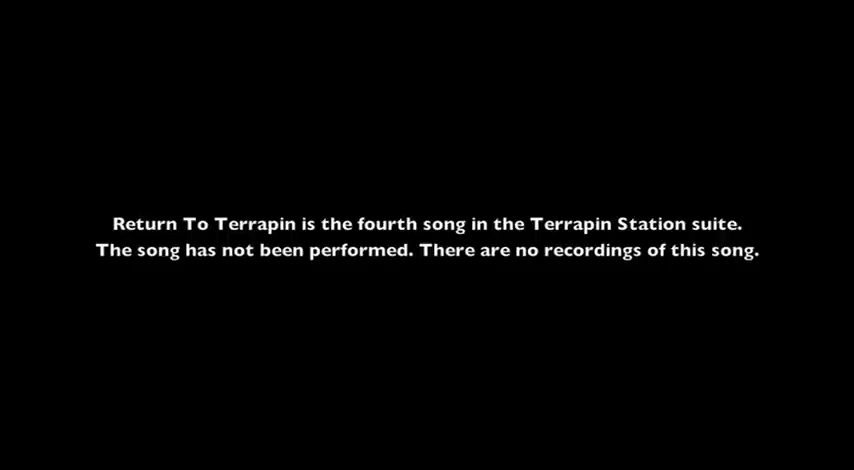 Return To Terrapin is the fourth song in the Terrapin Station suite.
The song has not been performed. There are no recordings of this song.